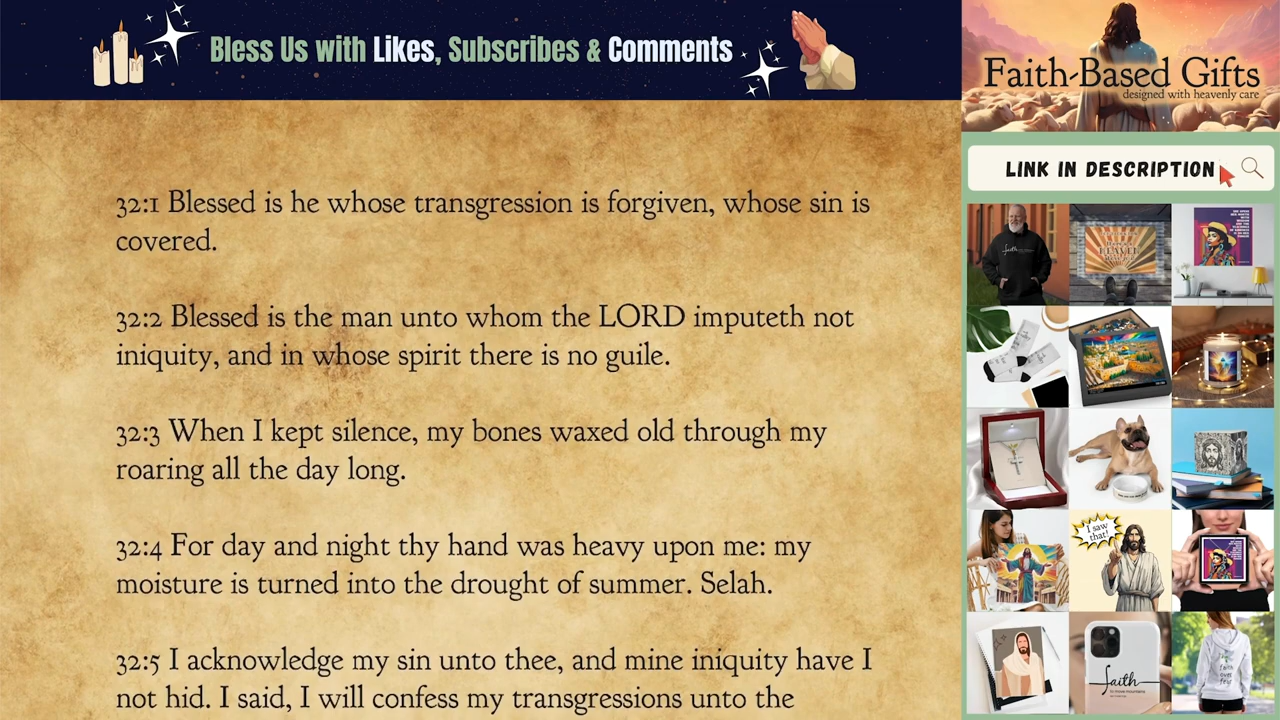 Bless Us with Likes, Subscribes & Comments
32:1 Blessed is he whose transgression is forgiven, whose sin is
covered.
32:2 Blessed is the man unto whom the LORD imputeth not
iniquity, and in whose spirit there is no guile.
32:3 When I kept silence, my bones waxed old through my
roaring all the day long.
32:4 For day and night thy hand was heavy upon me: my
moisture is turned into the drought of summer. Selah.
32:5 I acknowledge my sin unto thee, and mine iniquity have I
not hid. I said, I will confess my transgressions unto the
Faith-Based Gifts
designed with heavenly care
LINK IN DESCRIPTION
faith
HEAVEN
I saw
that!
faith
faith
over
fear